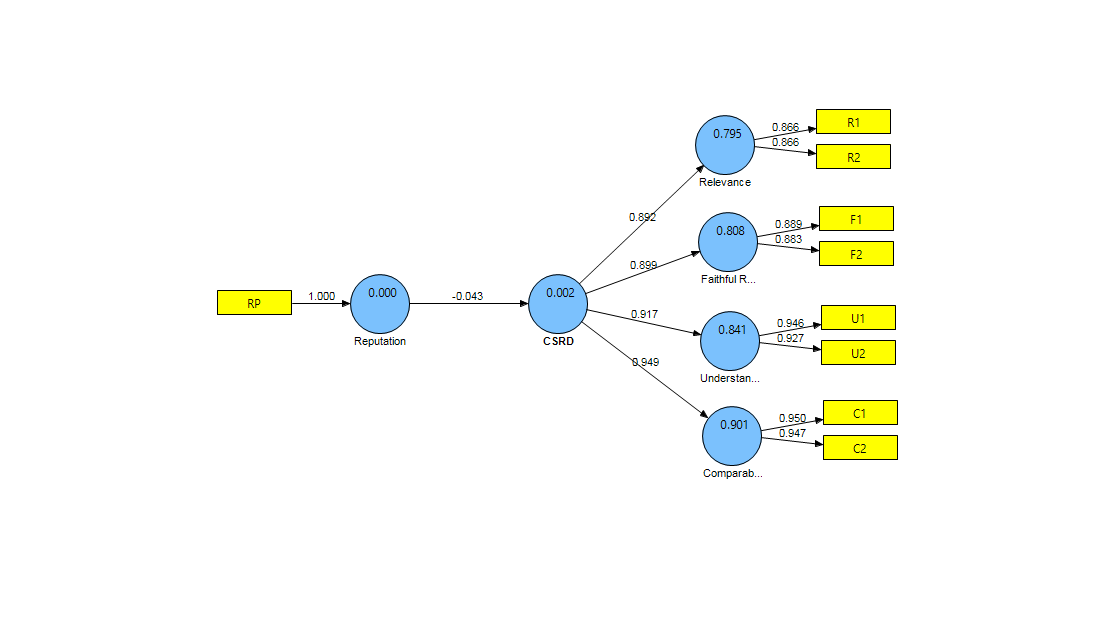 0.866
R1
0.795
0.866
R2
Relevance
0.892
0.889
F1
0.808
0.883
F2
0.899
Faithful R...
RP
1.000
0.000
-0.043
0.002
Reputation
CSRD
0.917
0.946
U1
0.841
0.927
U2
Understan...
0.949
0.950
C1
0.901
0.947
C2
Comparab...